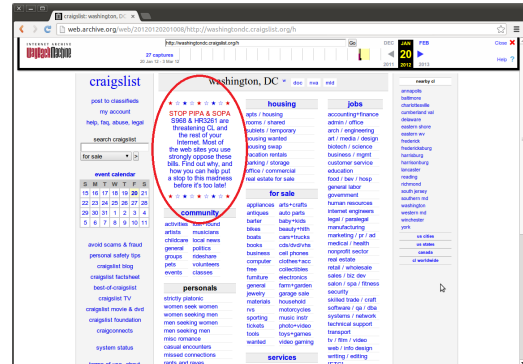 craigslist: washington, DC
web.archive.org/web/20120120201008/http://washingtondc.craigslist.org/h
INTERNET ARCHIVE
WayBackMachine
http://washingtondc.craigslist.org/h
Go
27 captures
20 Jan 12 - 3 Mar 12
DEC JAN FEB
20
2011 2012 2013
Close
Help ?
craigslist
post to classifieds
my account
help, faq, abuse, legal
search craigslist
for sale >
event calendar
S M T W T F S
15 16 17 18 19 20 21
22 23 24 25 26 27 28
29 30 31 1 2 3 4
5 6 7 8 9 10 11
avoid scams & fraud
personal safety tips
craigslist blog
craigslist factsheet
best-of-craigslist
craigslist TV
craigslist movie & dvd
craigslist foundation
craigconnects
system status
washington, DC w doc nva mld
STOP PIPA & SOPA
S968 & HR3261 are
threatening CL and
the rest of your
Internet. Most of
the web sites you use
strongly oppose these
bills. Find out why, and
how you can help put
a stop to this madness
before it's too late!
community
activities lost+found
artists musicians
childcare local news
general politics
groups rideshare
pets volunteers
events classes
personals
strictly platonic
women seek women
women seeking men
men seeking women
men seeking men
misc romance
casual encounters
missed connections
rants and raves
housing
apts / housing
rooms / shared
sublets / temporary
housing wanted
housing swap
vacation rentals
parking / storage
office / commercial
real estate for sale
for sale
appliances arts+crafts
antiques auto parts
barter baby+kids
bikes beauty+hlth
boats cars+trucks
books cds/dvd/vhs
business cell phones
computer clothes+acc
free collectibles
furniture electronics
general farm+garden
jewelry garage sale
materials household
rvs motorcycles
sporting music instr
tickets photo+video
tools toys+games
wanted video gaming
services
jobs
accounting+finance
admin / office
arch / engineering
art / media / design
biotech / science
business / mgmt
customer service
education
food / bev / hosp
general labor
government
human resources
internet engineers
legal / paralegal
manufacturing
marketing / pr / ad
medical / health
nonprofit sector
real estate
retail / wholesale
sales / biz dev
salon / spa / fitness
security
skilled trade / craft
software / qa / dba
systems / network
technical support
transport
tv / film / video
web / info design
writing / editing
nearby cl
annapolis
baltimore
charlottesville
cumberland val
delaware
eastern shore
eastern wv
frederick
fredericksburg
harrisburg
harrisonburg
lancaster
reading
richmond
south jersey
southern md
washington
western md
winchester
york
us cities
us states
canada
cl worldwide